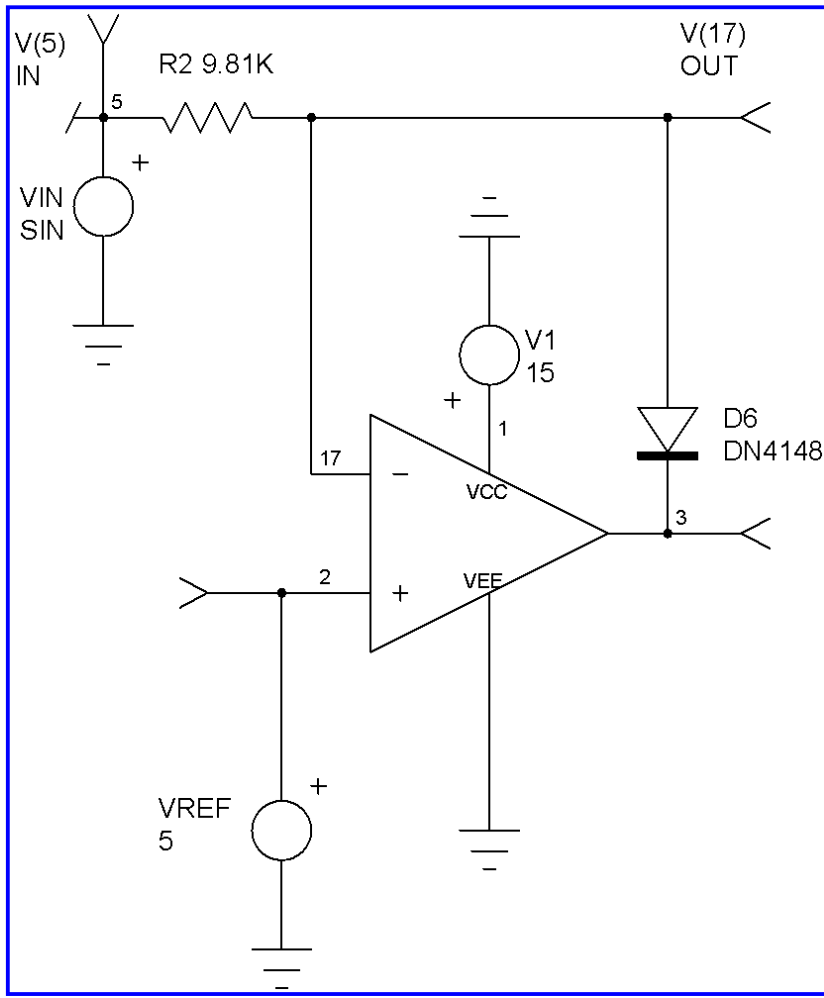 V(5)
IN
R2 9.81K
V(17)
OUT
5
+
VIN
SIN
V1
15
+
1
D6
DN4148
17
−
VCC
3
2
+
VEE
+
VREF
5